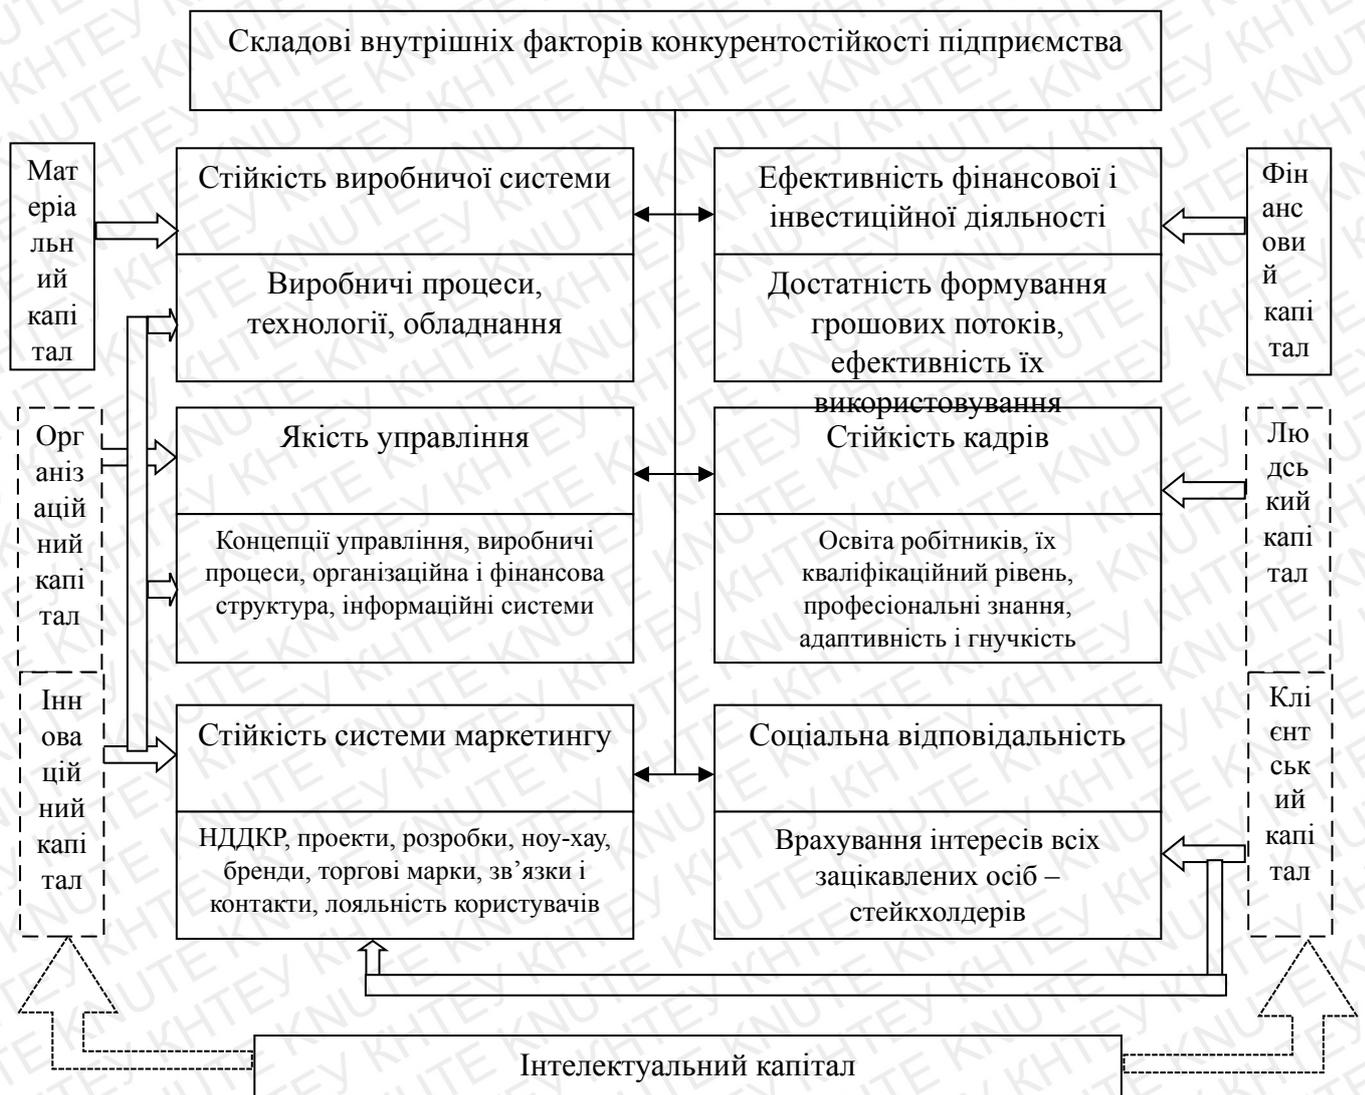 Складові внутрішніх факторів конкурентостійкості підприємства
Мат
еріа
льн
ий
капі
тал
Стійкість виробничої системи
Виробничі процеси,
технології, обладнання
Ефективність фінансової і
інвестиційної діяльності
Достатність формування
грошових потоків,
ефективність їх
використовування
Фін
анс
ови
й
капі
тал
Орг
аніз
ацій
ний
капі
тал
Якість управління
Концепції управління, виробничі
процеси, організаційна і фінансова
структура, інформаційні системи
Стійкість кадрів
Освіта робітників, їх
кваліфікаційний рівень,
професіональні знання,
адаптивність і гнучкість
Лю
дсь
кий
капі
тал
Інн
ова
цій
ний
капі
тал
Стійкість системи маркетингу
НДДКР, проекти, розробки, ноу-хау,
бренди, торгові марки, зв’язки і
контакти, лояльність користувачів
Соціальна відповідальність
Врахування інтересів всіх
зацікавлених осіб –
стейкхолдерів
Клі
єнт
ськ
ий
капі
тал
Інтелектуальний капітал
КНТЕУ KNUTE